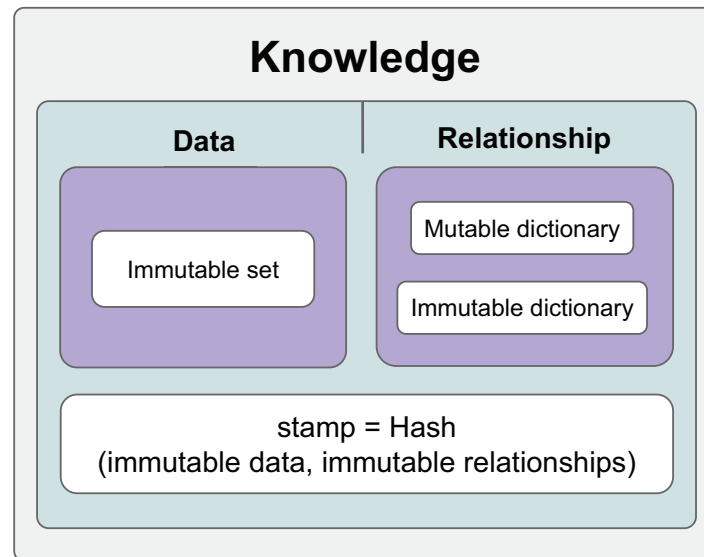 Knowledge
Data
Relationship
Immutable set
Mutable dictionary
Immutable dictionary
stamp = Hash
(immutable data, immutable relationships)